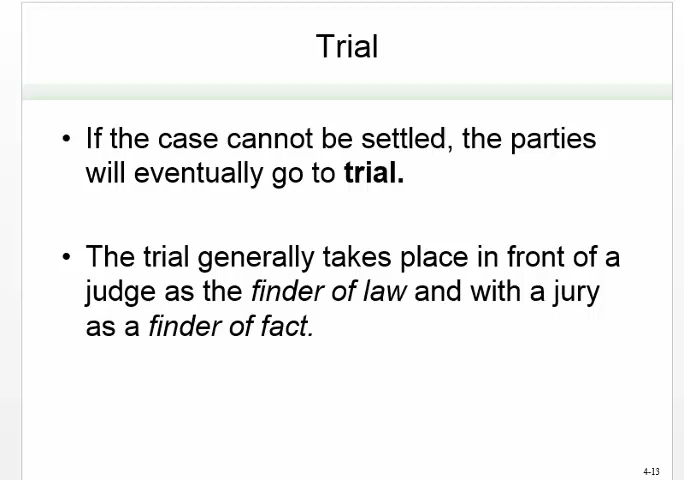 Trial
• If the case cannot be settled, the parties
will eventually go to trial.
• The trial generally takes place in front of a
judge as the finder of law and with a jury
as a finder of fact.
4-13